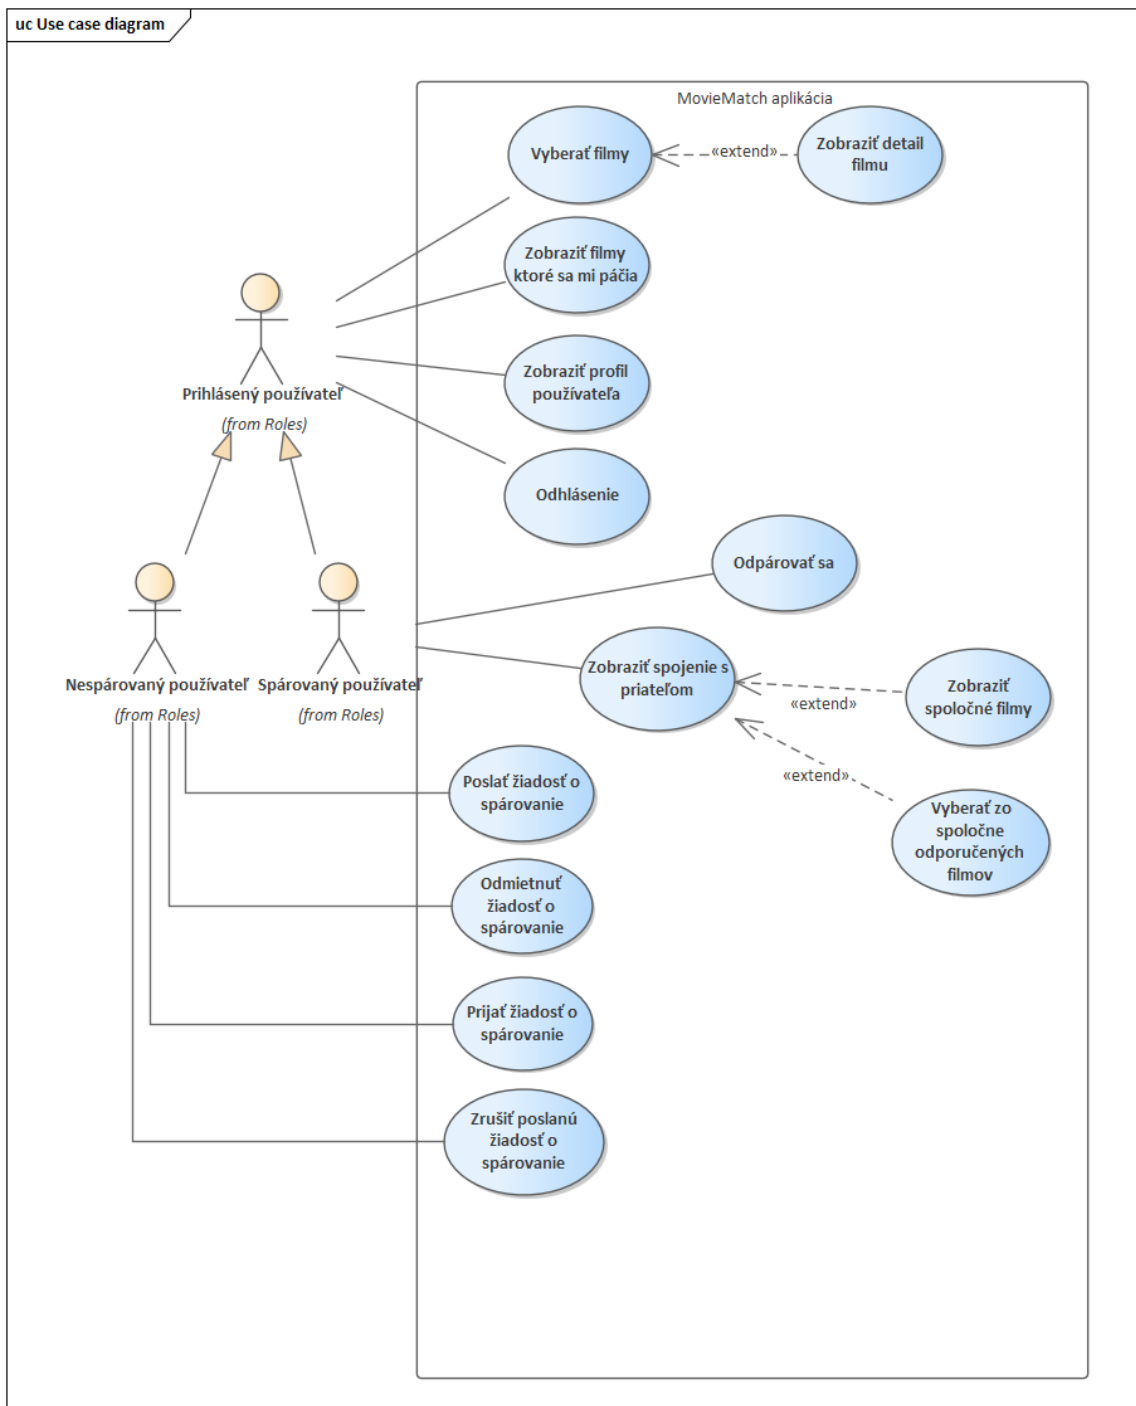 uc Use case diagram
MovieMatch aplikácia
Vyberať filmy
«extend»
Zobraziť detail
filmu
Zobraziť filmy
ktoré sa mi páčia
Prihlásený používateľ
(from Roles)
Zobraziť profil
používateľa
Odhlásenie
Odpárovať sa
Nespárovaný používateľ
(from Roles)
Spárovaný používateľ
(from Roles)
Zobraziť spojenie s
priateľom
«extend»
Zobraziť
spoločné filmy
«extend»
Vyberať zo
spoločne
odporučených
filmov
Poslať žiadosť o
spárovanie
Odmietnuť
žiadosť o
spárovanie
Prijať žiadosť o
spárovanie
Zrušiť poslanú
žiadosť o
spárovanie